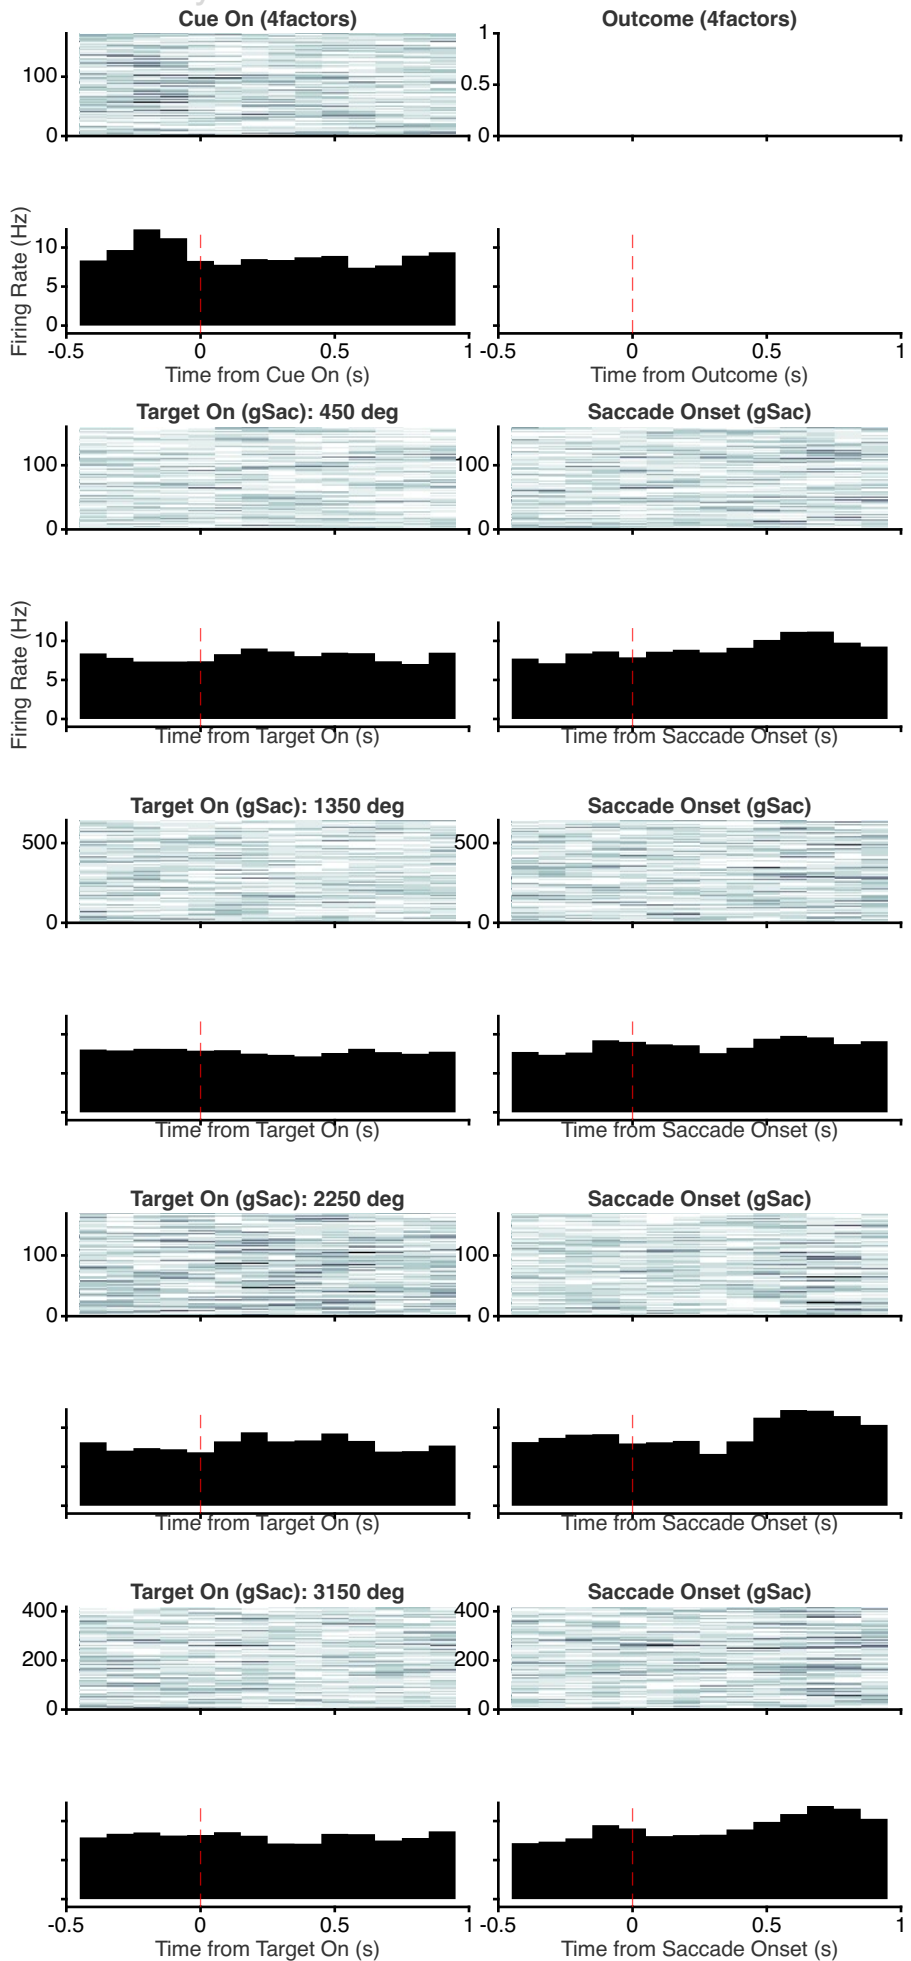 Cue On (4factors) Outcome (4factors)
100
0
1
0.5
0
Firing Rate (Hz)
10
5
0
-0.5 0 0.5 1 -0.5 0 0.5 1
Time from Cue On (s) Time from Outcome (s)
Target On (gSac): 450 deg Saccade Onset (gSac)
100 100
0 0
Firing Rate (Hz)
10
5
0
Time from Target On (s) Time from Saccade Onset (s)
Target On (gSac): 1350 deg Saccade Onset (gSac)
500 500
0 0
Time from Target On (s) Time from Saccade Onset (s)
Target On (gSac): 2250 deg Saccade Onset (gSac)
100 100
0 0
Time from Target On (s) Time from Saccade Onset (s)
Target On (gSac): 3150 deg Saccade Onset (gSac)
400 400
200 200
0 0
-0.5 0 0.5 1 -0.5 0 0.5 1
Time from Target On (s) Time from Saccade Onset (s)